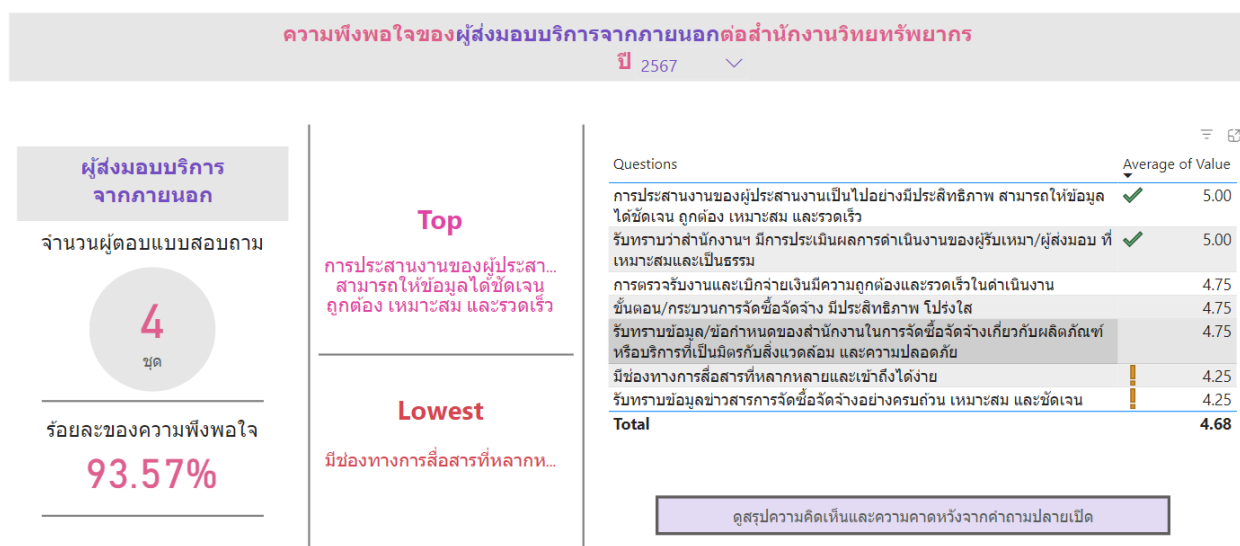 ความพึงพอใจของผู้ส่งมอบบริการจากภายนอกต่อสำนักงานวิทยทรัพยากร
ปี 2567
ผู้ส่งมอบบริการ
จากภายนอก
จำนวนผู้ตอบแบบสอบถาม
4
ชุด
ร้อยละของความพึงพอใจ
93.57%
Top
การประสานงานของผู้ประสา...
สามารถให้ข้อมูลได้ชัดเจน
ถูกต้อง เหมาะสม และรวดเร็ว
Lowest
มีช่องทางการสื่อสารที่หลากห...
Questions Average of Value
การประสานงานของผู้ประสานงานเป็นไปอย่างมีประสิทธิภาพ สามารถให้ข้อมูล 5.00
ได้ชัดเจน ถูกต้อง เหมาะสม และรวดเร็ว
รับทราบว่าสำนักงานฯ มีการประเมินผลการดำเนินงานของผู้รับเหมา/ผู้ส่งมอบ ที่ 5.00
เหมาะสมและเป็นธรรม
การตรวจรับงานและเบิกจ่ายเงินมีความถูกต้องและรวดเร็วในดำเนินงาน 4.75
ขั้นตอน/กระบวนการจัดซื้อจัดจ้าง มีประสิทธิภาพ โปร่งใส 4.75
รับทราบข้อมูล/ข้อกำหนดของสำนักงานในการจัดซื้อจัดจ้างเกี่ยวกับผลิตภัณฑ์ 4.75
หรือบริการที่เป็นมิตรกับสิ่งแวดล้อม และความปลอดภัย
มีช่องทางการสื่อสารที่หลากหลายและเข้าถึงได้ง่าย 4.25
รับทราบข้อมูลข่าวสารการจัดซื้อจัดจ้างอย่างครบถ้วน เหมาะสม และชัดเจน 4.25
Total 4.68
ดูสรุปความคิดเห็นและความคาดหวังจากคำถามปลายเปิด